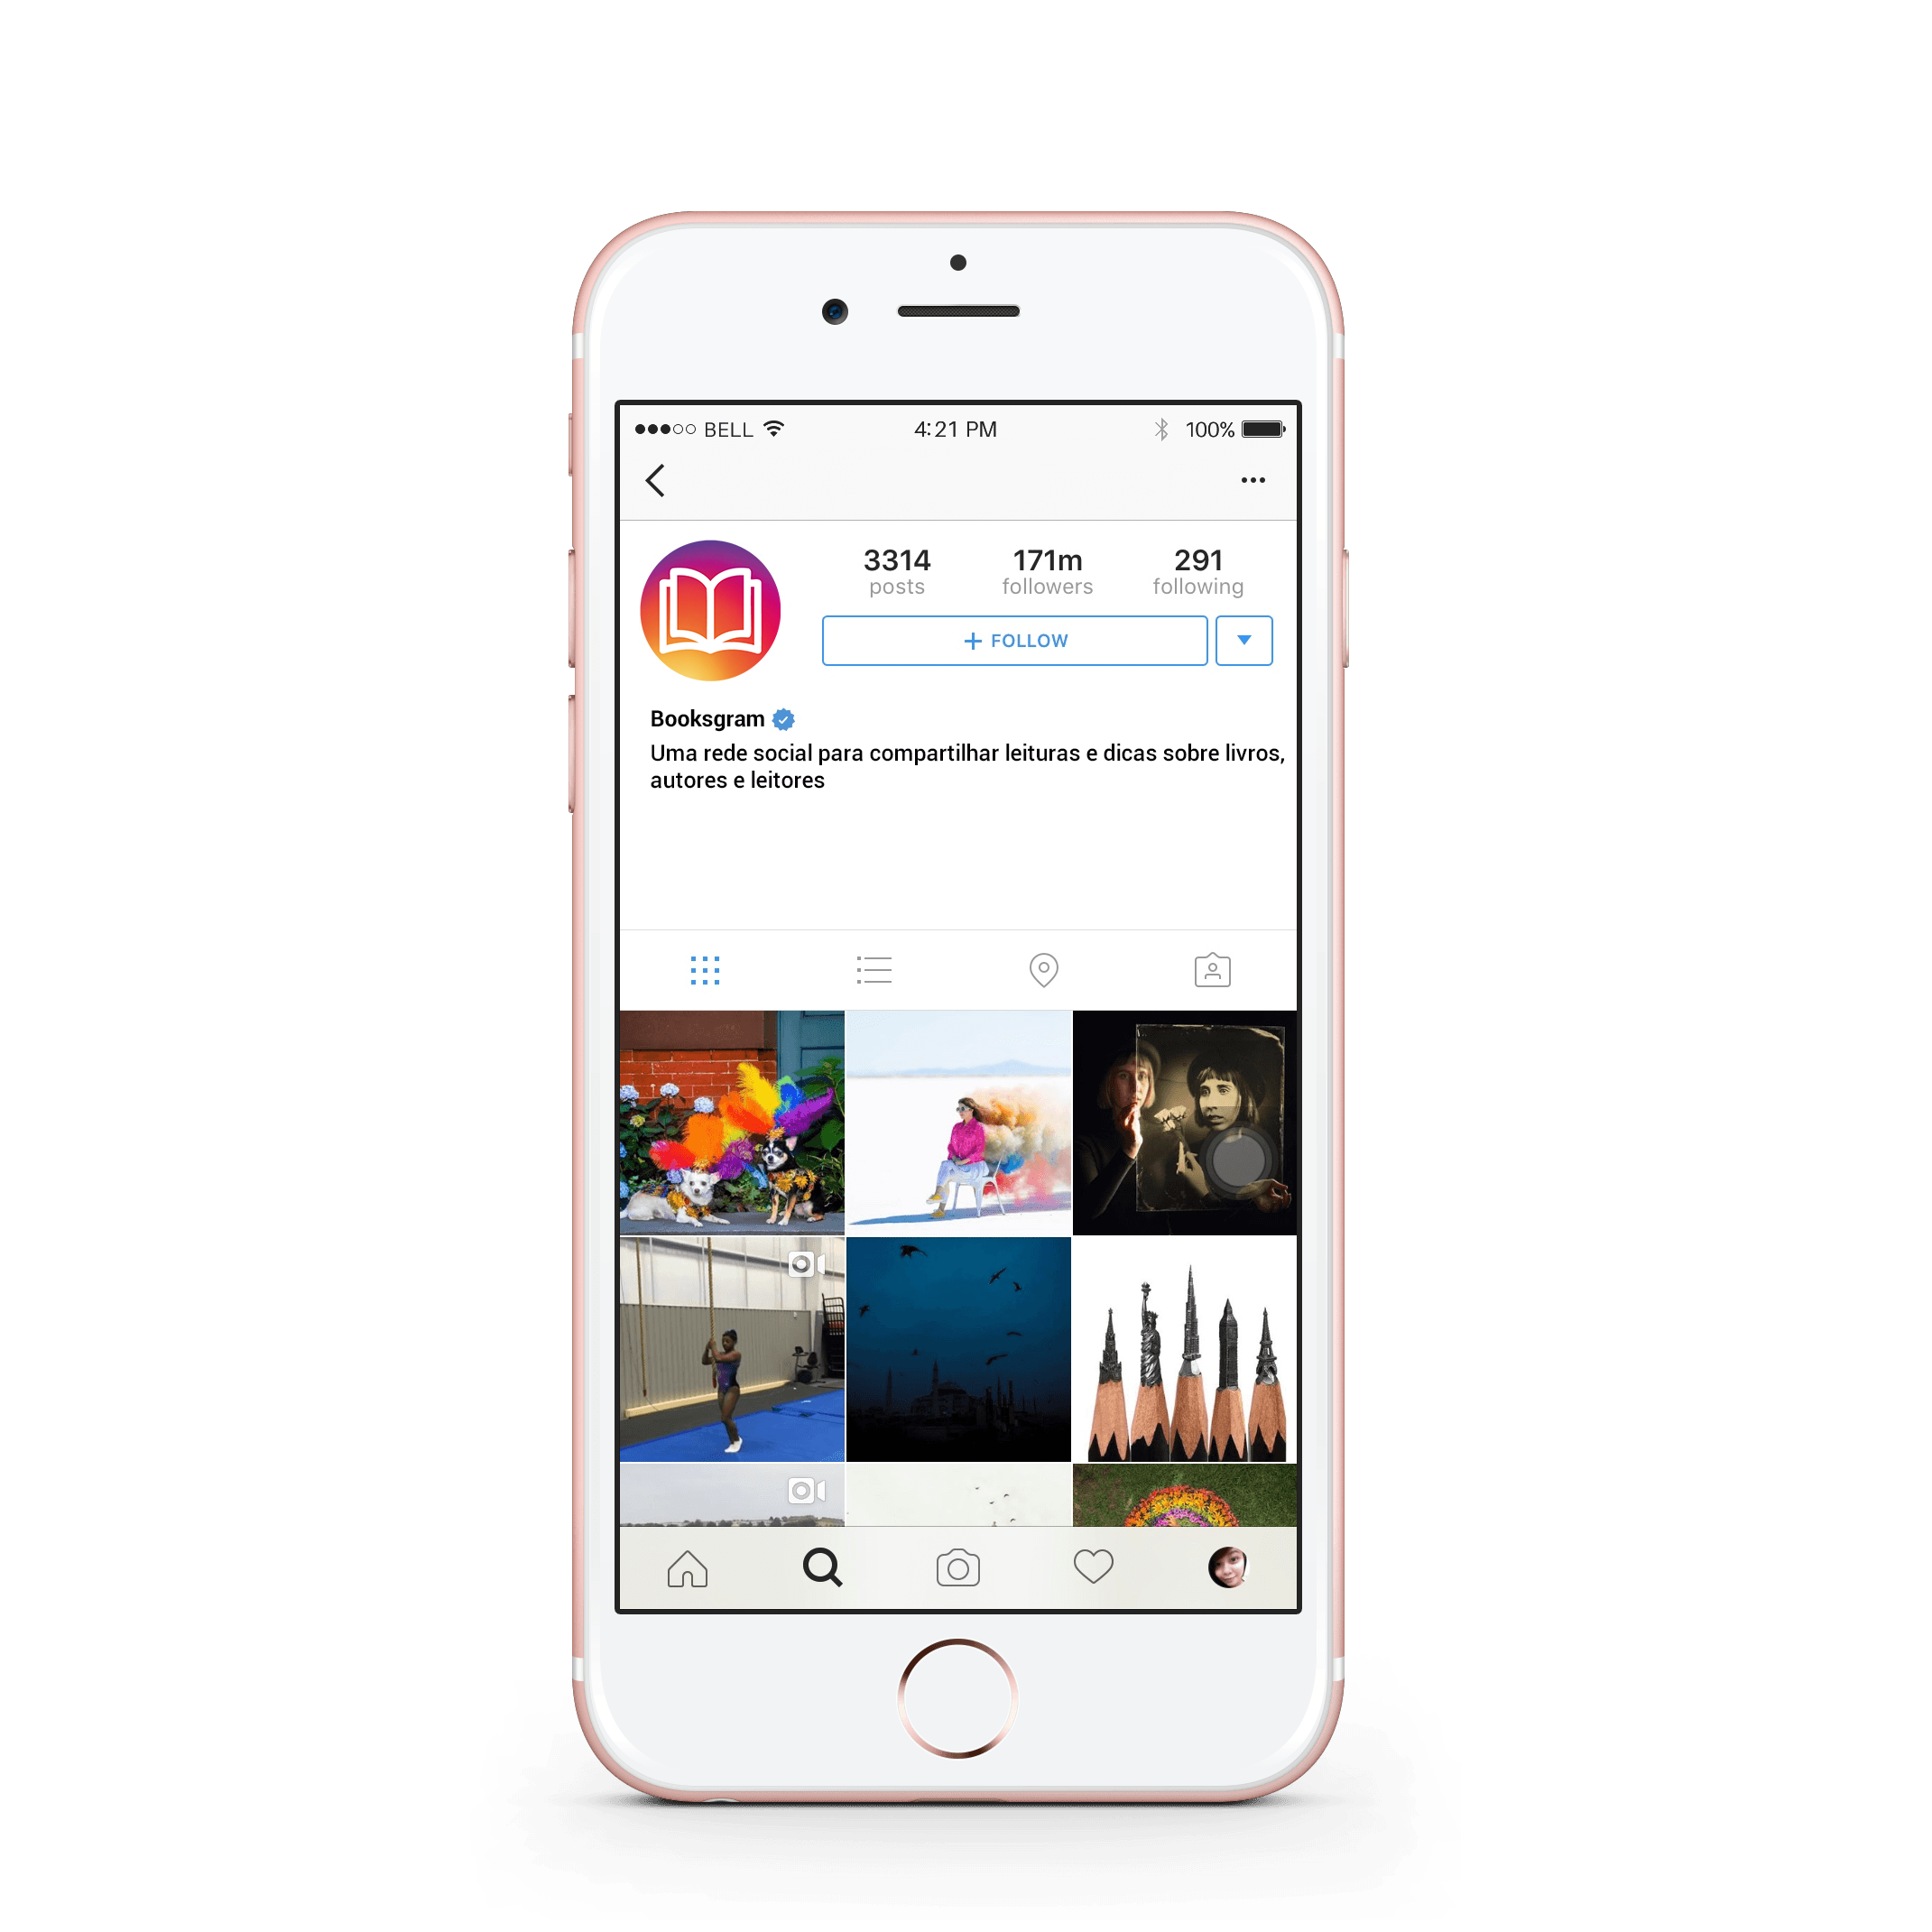 BELL 4:21 PM 100%
3314 171m 291
posts followers following
+ FOLLOW
Booksgram
Uma rede social para compartilhar leituras e dicas sobre livros,
autores e leitores